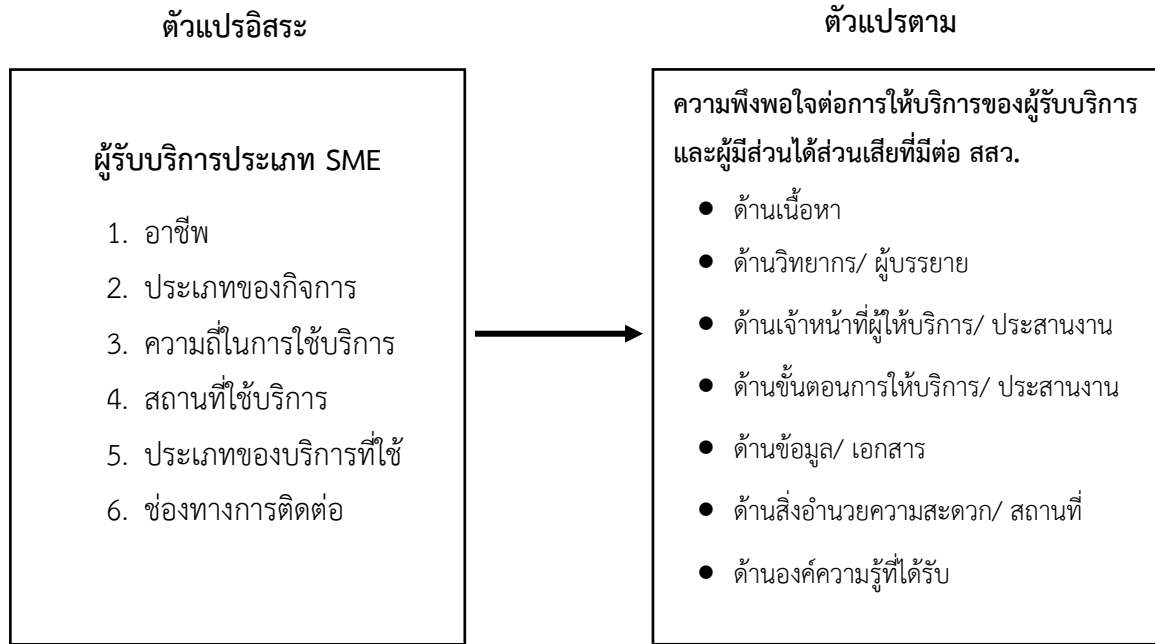 ตัวแปรอิสระ
ตัวแปรตาม
ผู้รับบริการประเภท SME
1. อาชีพ
2. ประเภทของกิจการ
3. ความถี่ในการใช้บริการ
4. สถานที่ใช้บริการ
5. ประเภทของบริการที่ใช้
6. ช่องทางการติดต่อ
ความพึงพอใจต่อการให้บริการของผู้รับบริการ
และผู้มีส่วนได้ส่วนเสียที่มีต่อ สสว.
● ด้านเนื้อหา
● ด้านวิทยากร/ ผู้บรรยาย
● ด้านเจ้าหน้าที่ผู้ให้บริการ/ ประสานงาน
● ด้านขั้นตอนการให้บริการ/ ประสานงาน
● ด้านข้อมูล/ เอกสาร
● ด้านสิ่งอำนวยความสะดวก/ สถานที่
● ด้านองค์ความรู้ที่ได้รับ